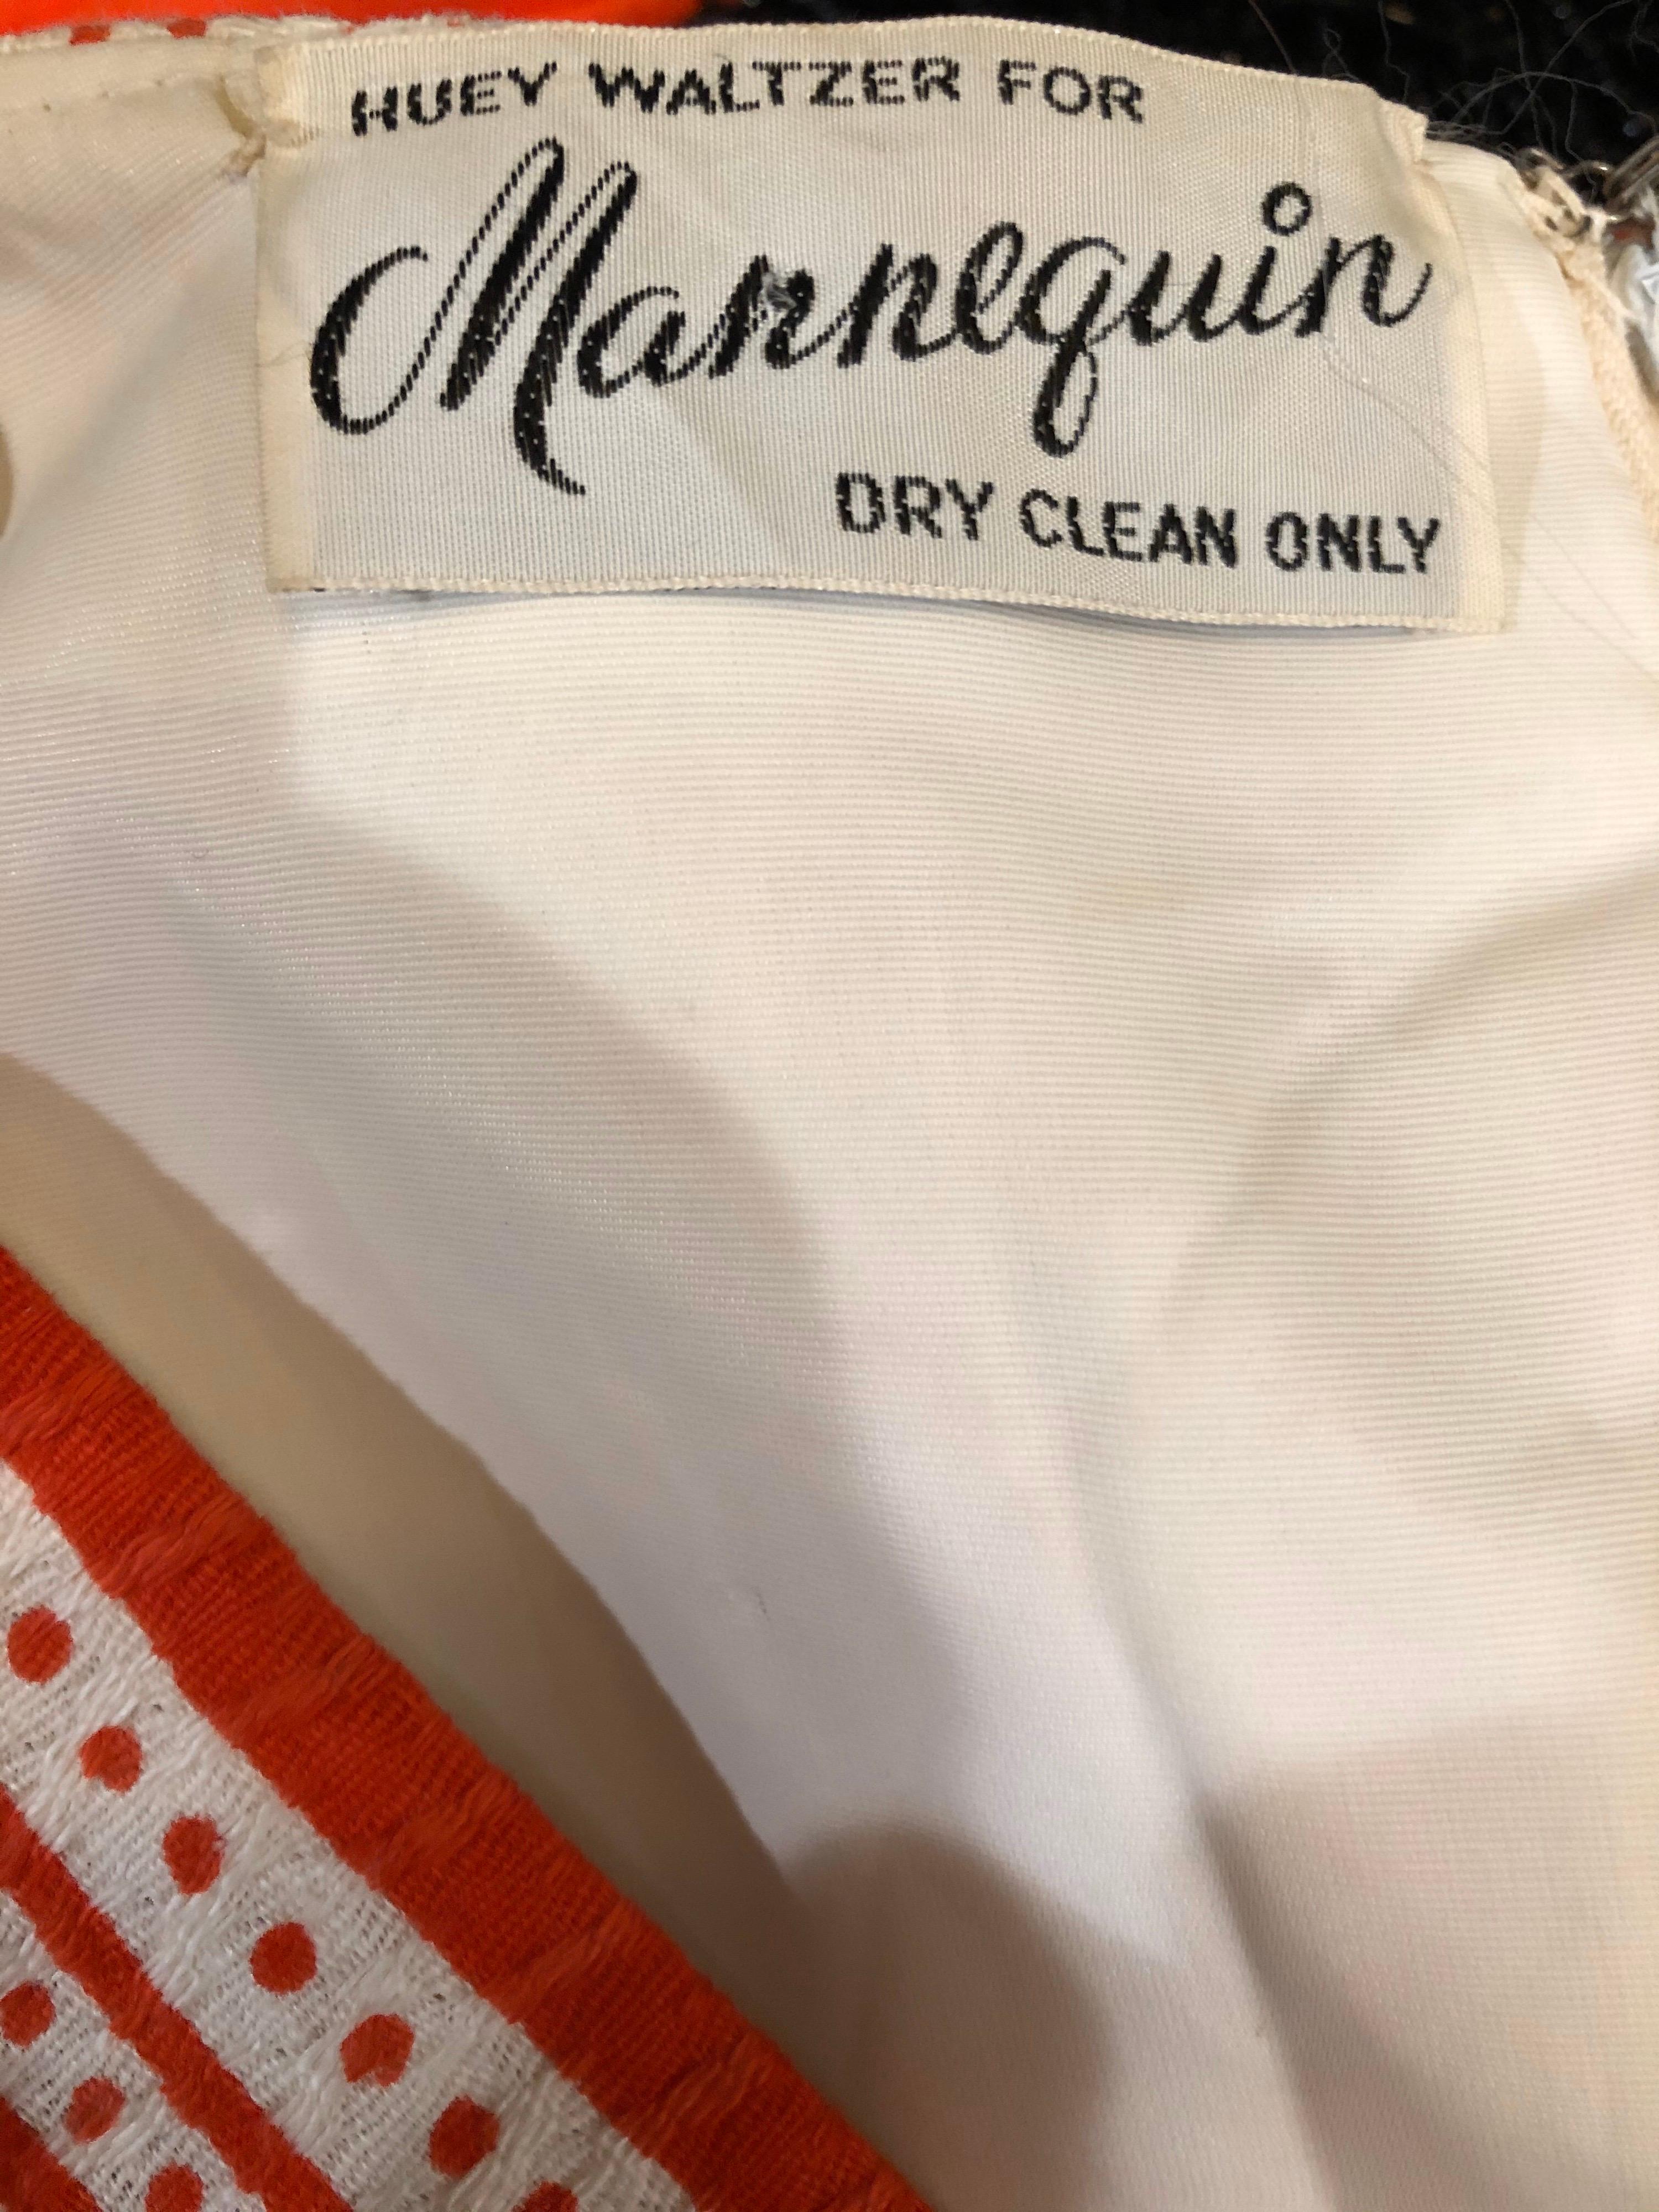 HUEY WALTZER FOR
Mannequin
DRY CLEAN ONLY